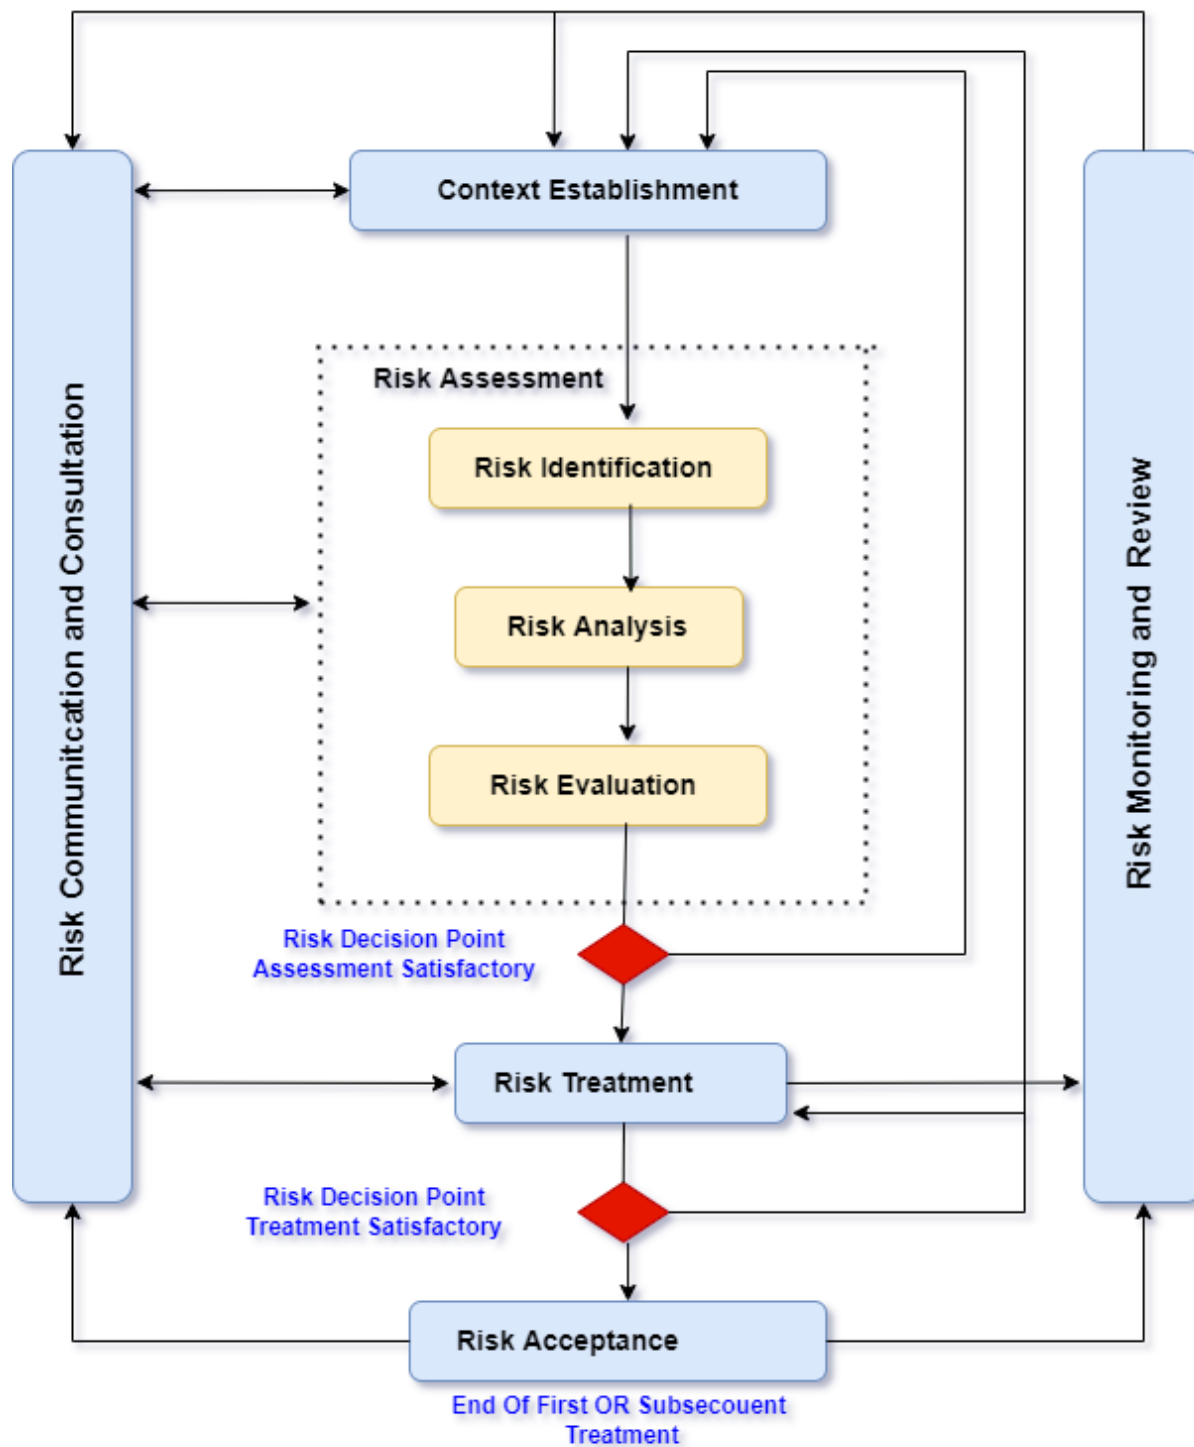 Context Establishment
Risk Assessment
Risk Identification
Risk Analysis
Risk Evaluation
Risk Decision Point
Assessment Satisfactory
Risk Treatment
Risk Decision Point
Treatment Satisfactory
Risk Acceptance
End Of First OR Subsecouent
Treatment
Risk Communitcation and Consultation
Risk Monitoring and Review